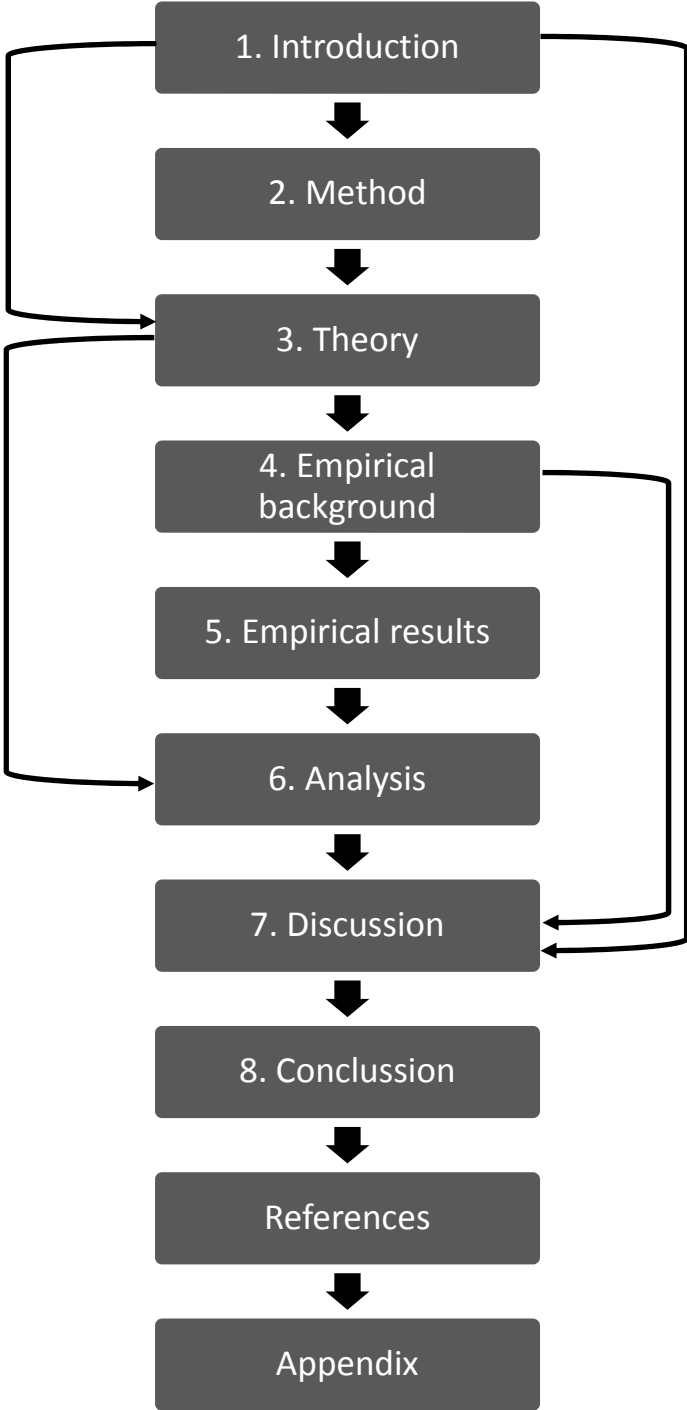 1. Introduction
2. Method
3. Theory
4. Empirical
background
5. Empirical results
6. Analysis
7. Discussion
8. Conclussion
References
Appendix